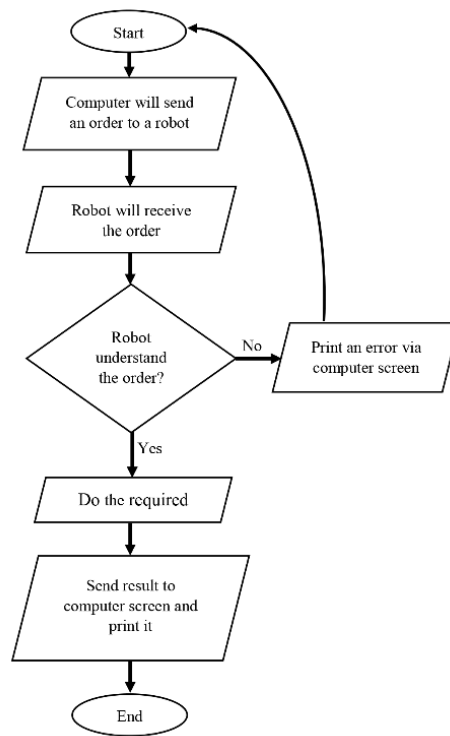 Start
Computer will send
an order to a robot
Robot will receive
the order
Robot
understand
the order?
No
Print an error via
computer screen
Yes
Do the required
Send result to
computer screen and
print it
End